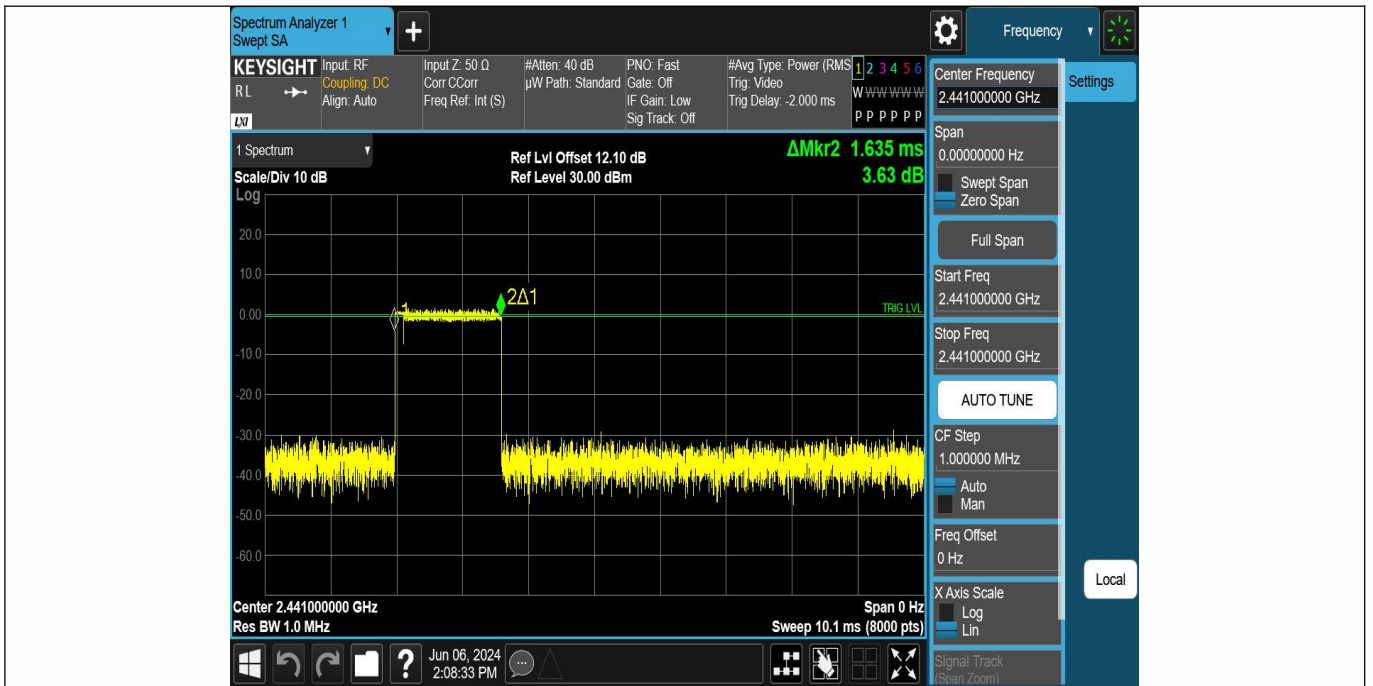 Spectrum Analyzer 1
Swept SA
+
Frequency
KEYSIGHT
RL
LXI
Input: RF
Coupling: DC
Align: Auto
Input Z: 50 Ω
Corr CCorr
Freq Ref: Int (S)
#Atten: 40 dB
µW Path: Standard
PNO: Fast
Gate: Off
IF Gain: Low
Sig Track: Off
#Avg Type: Power (RMS
Trig: Video
Trig Delay: -2.000 ms
1 2 3 4 5 6
W W W W W W
P P P P P P
1 Spectrum
Scale/Div 10 dB
Ref Lvl Offset 12.10 dB
Ref Level 30.00 dBm
ΔMkr2 1.635 ms
3.63 dB
Log
20.0
10.0
0.00
-10.0
-20.0
-30.0
-40.0
-50.0
-60.0
1
2Δ1
TRIG LVL
Center 2.441000000 GHz
Res BW 1.0 MHz
Span 0 Hz
Sweep 10.1 ms (8000 pts)
Center Frequency
2.441000000 GHz
Settings
Span
0.00000000 Hz
Swept Span
Zero Span
Full Span
Start Freq
2.441000000 GHz
Stop Freq
2.441000000 GHz
AUTO TUNE
CF Step
1.000000 MHz
Auto
Man
Freq Offset
0 Hz
Local
X Axis Scale
Log
Lin
Signal Track
(Span Zoom)
?
Jun 06, 2024
2:08:33 PM